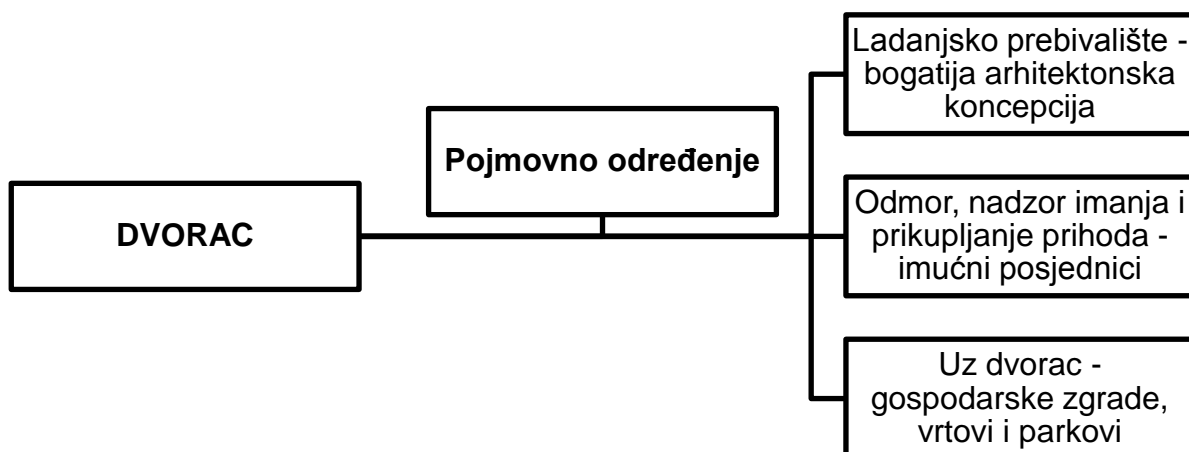 DVORAC
Pojmovno određenje
Ladanjsko prebivalište -
bogatija arhitektonska
koncepcija
Odmor, nadzor imanja i
prikupljanje prihoda -
imućni posjednici
Uz dvorac -
gospodarske zgrade,
vrtovi i parkovi